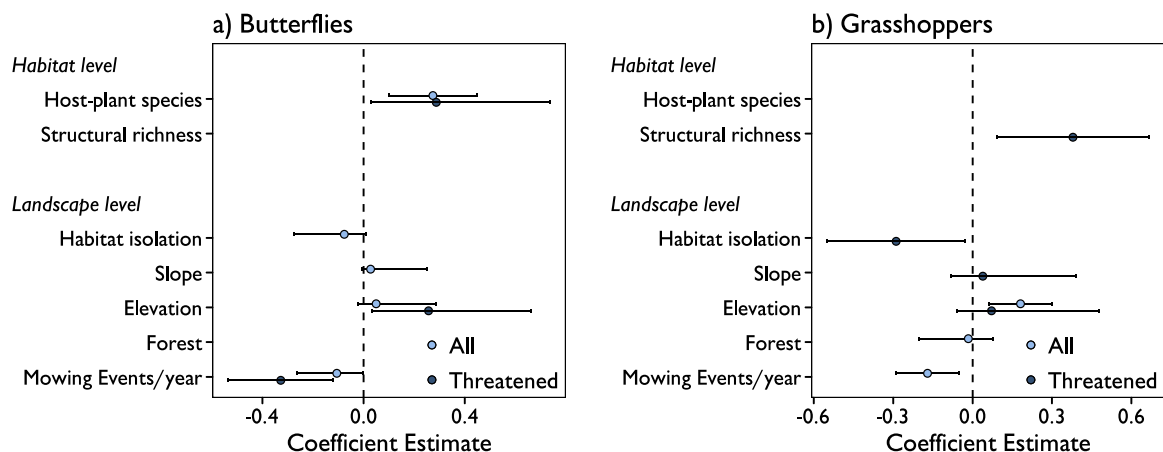 a) Butterflies
Habitat level
Host-plant species
Structural richness
Landscape level
Habitat isolation
Slope
Elevation
Forest
Mowing Events/year
All
Threatened
-0.4
0.0
0.4
Coefficient Estimate
b) Grasshoppers
Habitat level
Host-plant species
Structural richness
Landscape level
Habitat isolation
Slope
Elevation
Forest
Mowing Events/year
All
Threatened
-0.6
-0.3
0.0
0.3
0.6
Coefficient Estimate